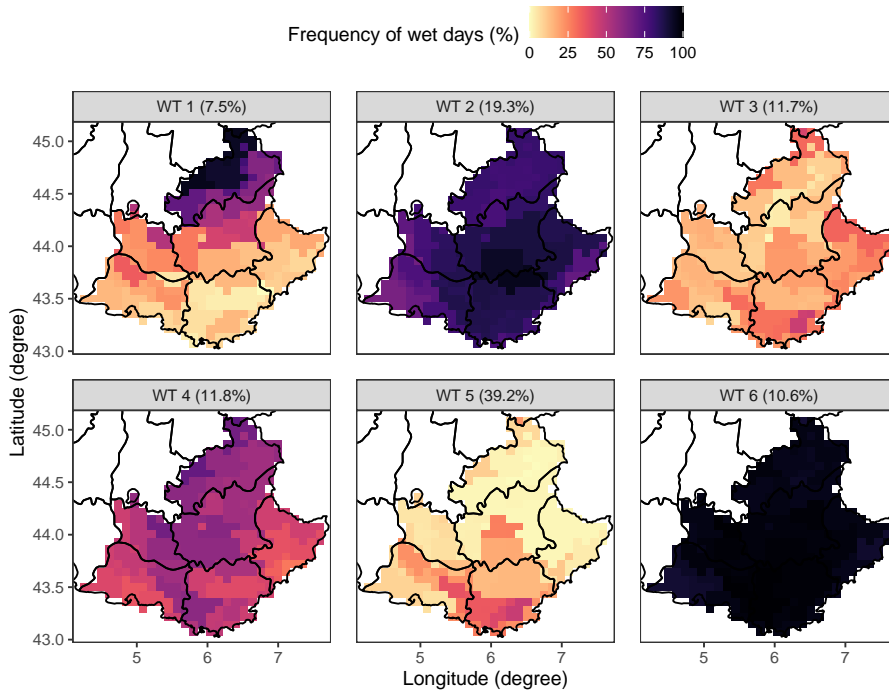 Frequency of wet days (%)
0 25 50 75 100
WT 1 (7.5%) WT 2 (19.3%) WT 3 (11.7%)
45.0
44.5
44.0
43.5
43.0
WT 4 (11.8%) WT 5 (39.2%) WT 6 (10.6%)
45.0
44.5
44.0
43.5
43.0
Latitude (degree)
5 6 7 5 6 7 5 6 7
Longitude (degree)